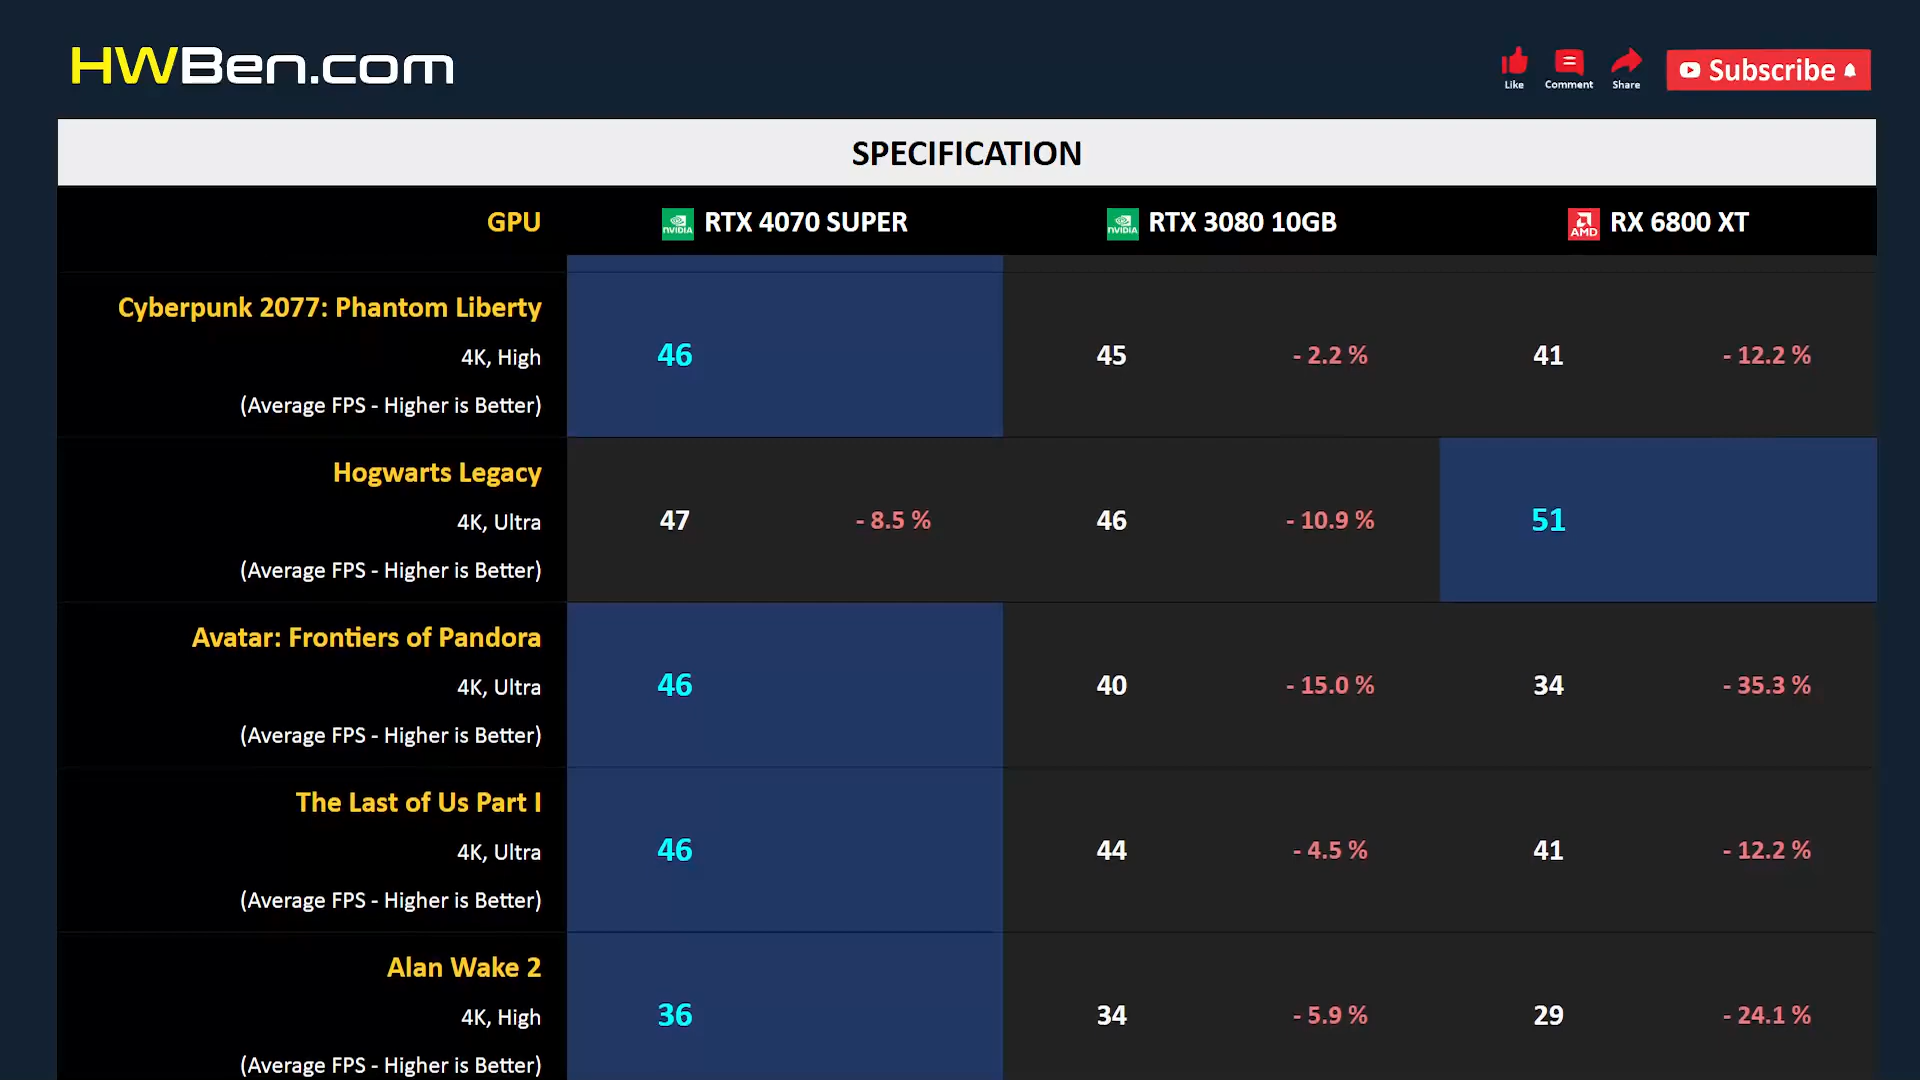 HWBen.com
Like
Comment
Share
Subscribe
SPECIFICATION
GPU
NVIDIA RTX 4070 SUPER
NVIDIA RTX 3080 10GB
AMD RX 6800 XT
Cyberpunk 2077: Phantom Liberty
4K, High
(Average FPS - Higher is Better)
46
45 - 2.2 %
41 - 12.2 %
Hogwarts Legacy
4K, Ultra
(Average FPS - Higher is Better)
47 - 8.5 %
46 - 10.9 %
51
Avatar: Frontiers of Pandora
4K, Ultra
(Average FPS - Higher is Better)
46
40 - 15.0 %
34 - 35.3 %
The Last of Us Part I
4K, Ultra
(Average FPS - Higher is Better)
46
44 - 4.5 %
41 - 12.2 %
Alan Wake 2
4K, High
(Average FPS - Higher is Better)
36
34 - 5.9 %
29 - 24.1 %